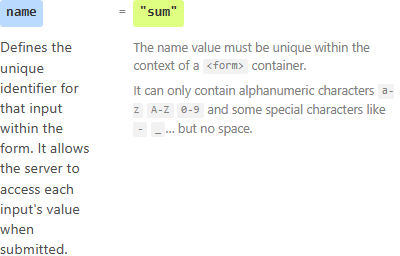 name = "sum"
Defines the
unique
identifier for
that input
within the
form. It allows
the server to
access each
input's value
when
submitted.
The name value must be unique within the
context of a <form> container.
It can only contain alphanumeric characters a-
z A-Z 0-9 and some special characters like
- _ … but no space.